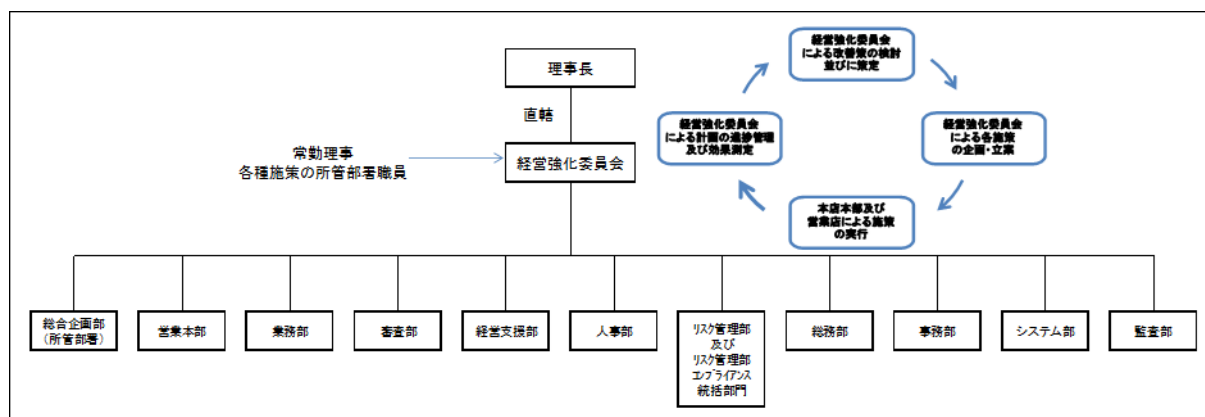 理事長
直轄
常勤理事
各種施策の所管部署職員
経営強化委員会
経営強化委員会
による改善策の検討
並びに策定
経営強化委員会
による各施策
の企画・立案
本店本部及び
営業店による施策
の実行
経営強化委員会
による計画の進捗管理
及び効果測定
総合企画部
(所管部署)
営業本部
業務部
審査部
経営支援部
人事部
リスク管理部
及び
リスク管理部
コンプライアンス
統括部門
総務部
事務部
システム部
監査部